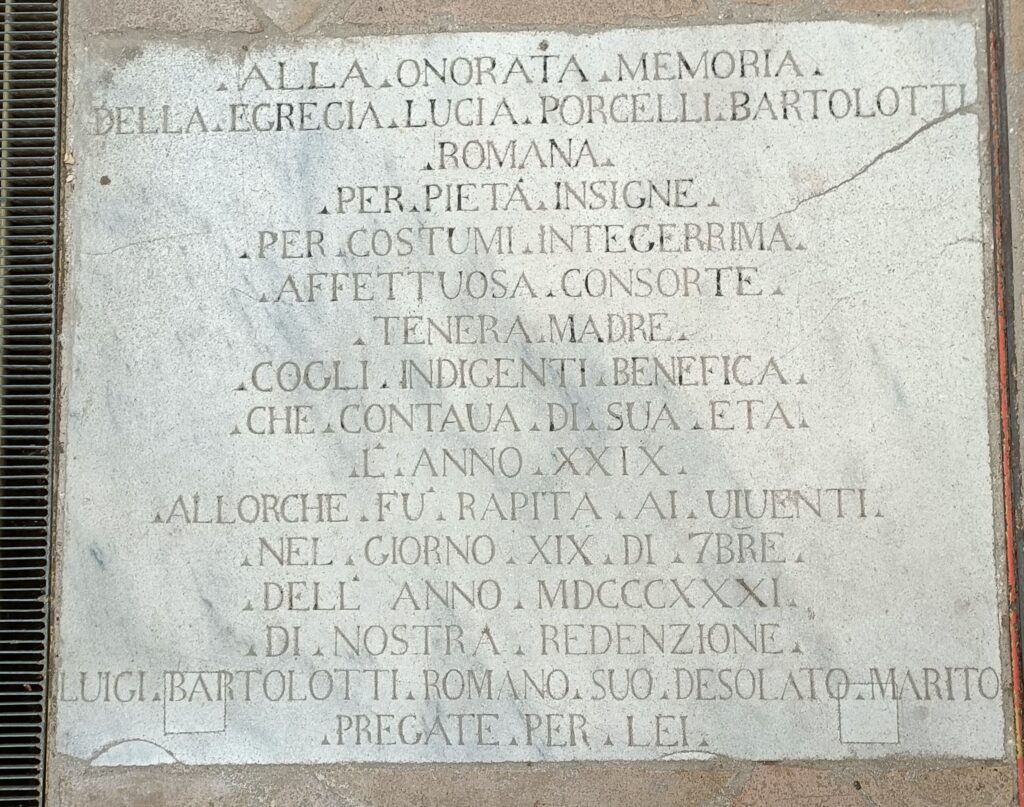 .ALLA.ONORATA.MEMORIA.
DELLA.EGREGIA.LUCIA.PORCELLI.BARTOLOTTI
.ROMANA.
.PER.PIETÁ.INSIGNE.
.PER.COSTUMI.INTEGERRIMA.
.AFFETTUOSA.CONSORTE.
.TENERA.MADRE.
.COGLI.INDIGENTI.BENEFICA.
.CHE.CONTAUA.DI.SUA.ETA.
.L'.ANNO.XXIX.
.ALLORCHE.FU'.RAPITA.AI.UIUENTI.
.NEL.GIORNO.XIX.DI.7BRE.
.DELL' ANNO.MDCCCXXXI.
.DI.NOSTRA.REDENZIONE.
LUIGI.BARTOLOTTI.ROMANO.SUO.DESOLATO.MARITO
.PREGATE.PER.LEI.